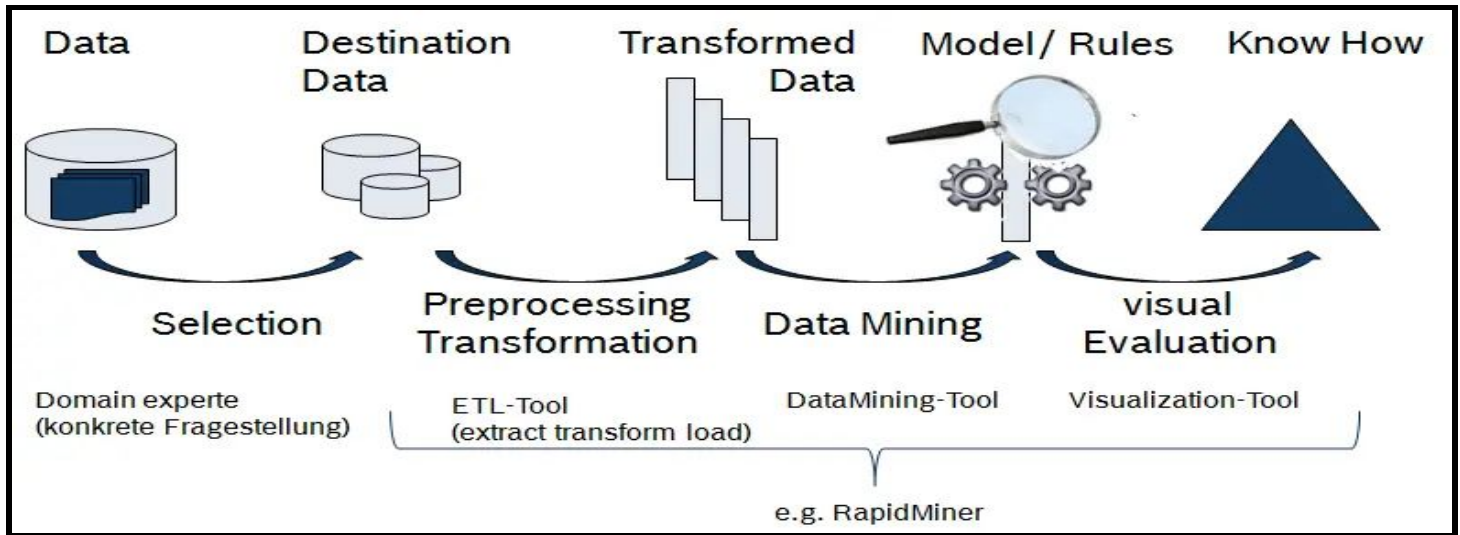 Data
Destination
Data
Transformed
Data
Model / Rules
Know How
Selection
Preprocessing
Transformation
Data Mining
visual
Evaluation
Domain experte
(konkrete Fragestellung)
ETL-Tool
(extract transform load)
DataMining-Tool
Visualization-Tool
e.g. RapidMiner